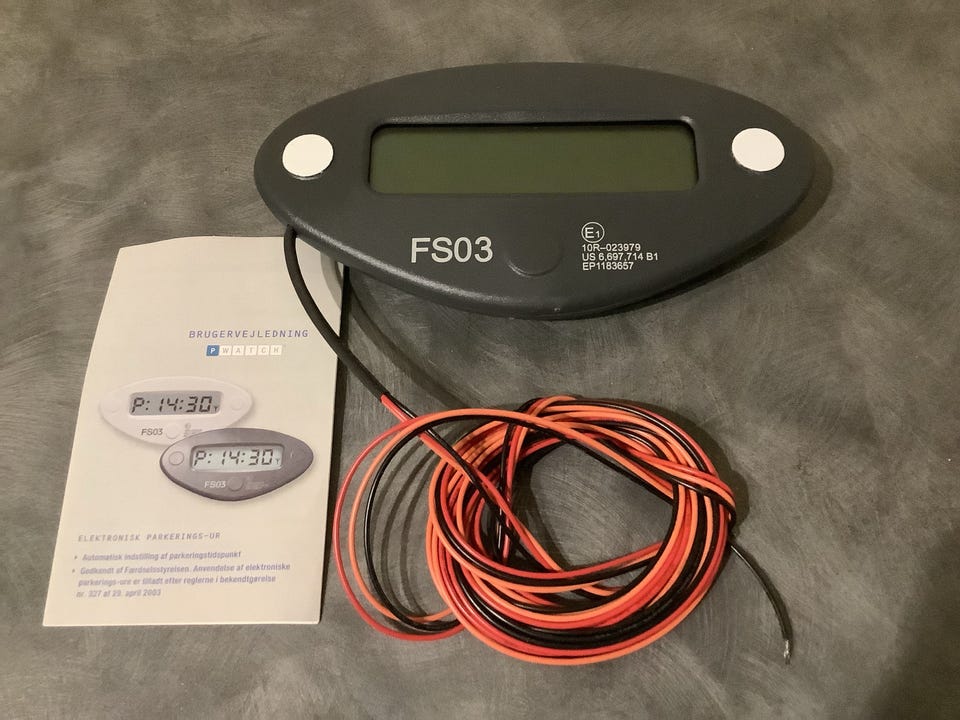 FS03
E1
10R-023979
US 6,697,714 B1
EP1183657
BRUGERVEJLEDNING
P WATCH
P: 14:30
FS03
P: 14:30
FS03
ELEKTRONISK PARKERINGS-UR
Automatisk indstilling af parkeringstidspunkt
Godkendt af Færdselsstyrelsen. Anvendelse af elektroniske
parkerings-ure er tilladt efter reglerne i bekendtgørelse
nr. 327 af 29. april 2003